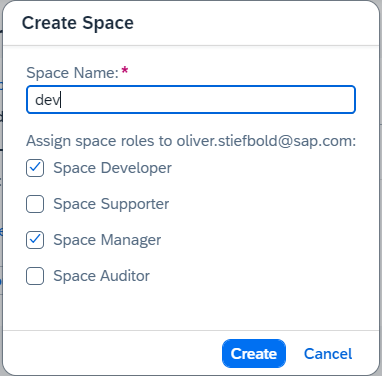 Create Space
Space Name:*
dev
Assign space roles to oliver.stiefbold@sap.com:
Space Developer
Space Supporter
Space Manager
Space Auditor
Create Cancel